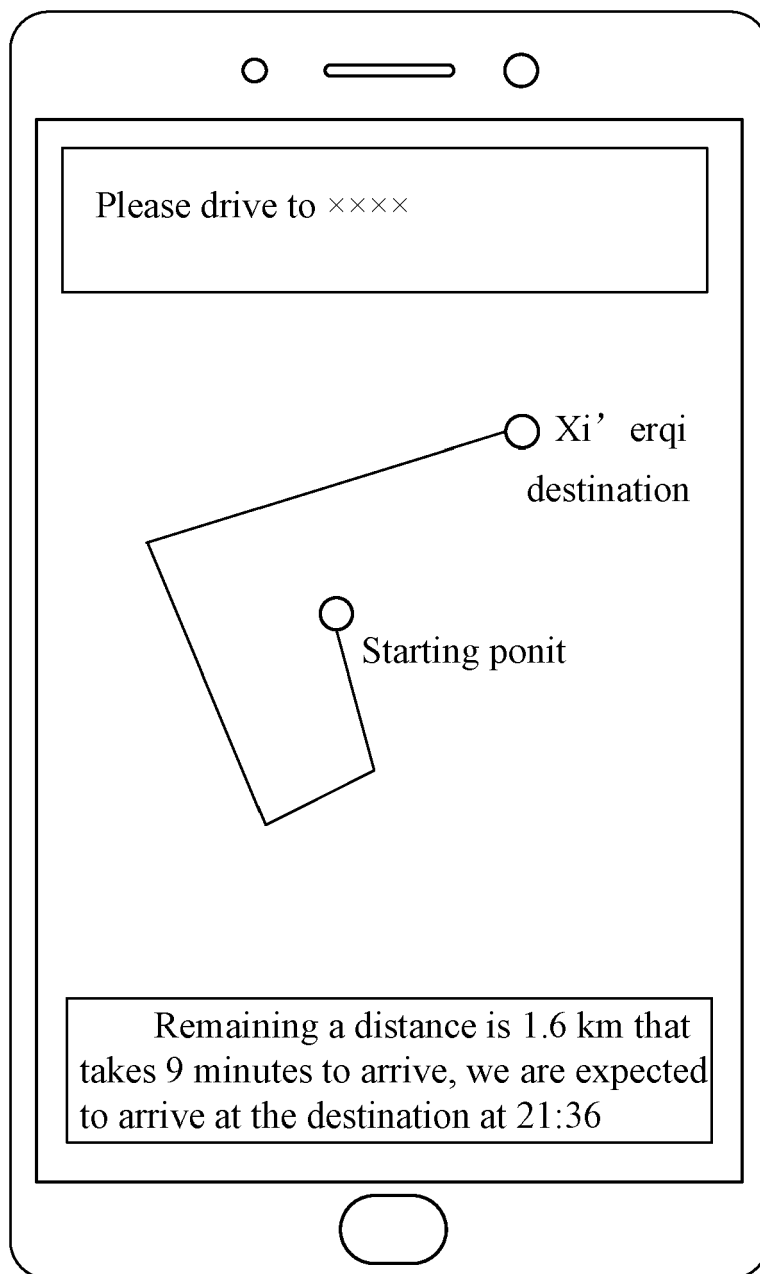 Please drive to ××××
Xi’ erqi
destination
Starting ponit
Remaining a distance is 1.6 km that
takes 9 minutes to arrive, we are expected
to arrive at the destination at 21:36